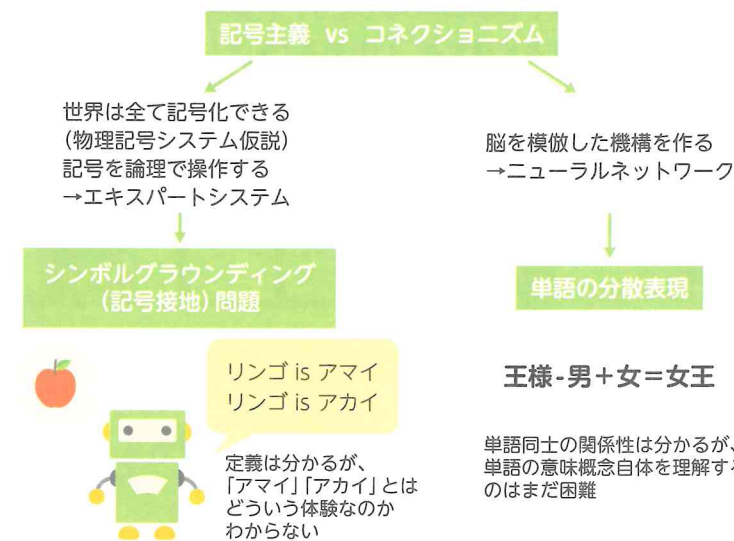 記号主義 vs コネクショニズム
世界は全て記号化できる
(物理記号システム仮説)
記号を論理で操作する
→エキスパートシステム
脳を模倣した機構を作る
→ニューラルネットワーク
シンボルグラウンディング
(記号接地)問題
リンゴ is アマイ
リンゴ is アカイ
定義は分かるが、
「アマイ」「アカイ」とは
どういう体験なのか
わからない
単語の分散表現
王様-男+女=女王
単語同士の関係性は分かるが、
単語の意味概念自体を理解する
のはまだ困難